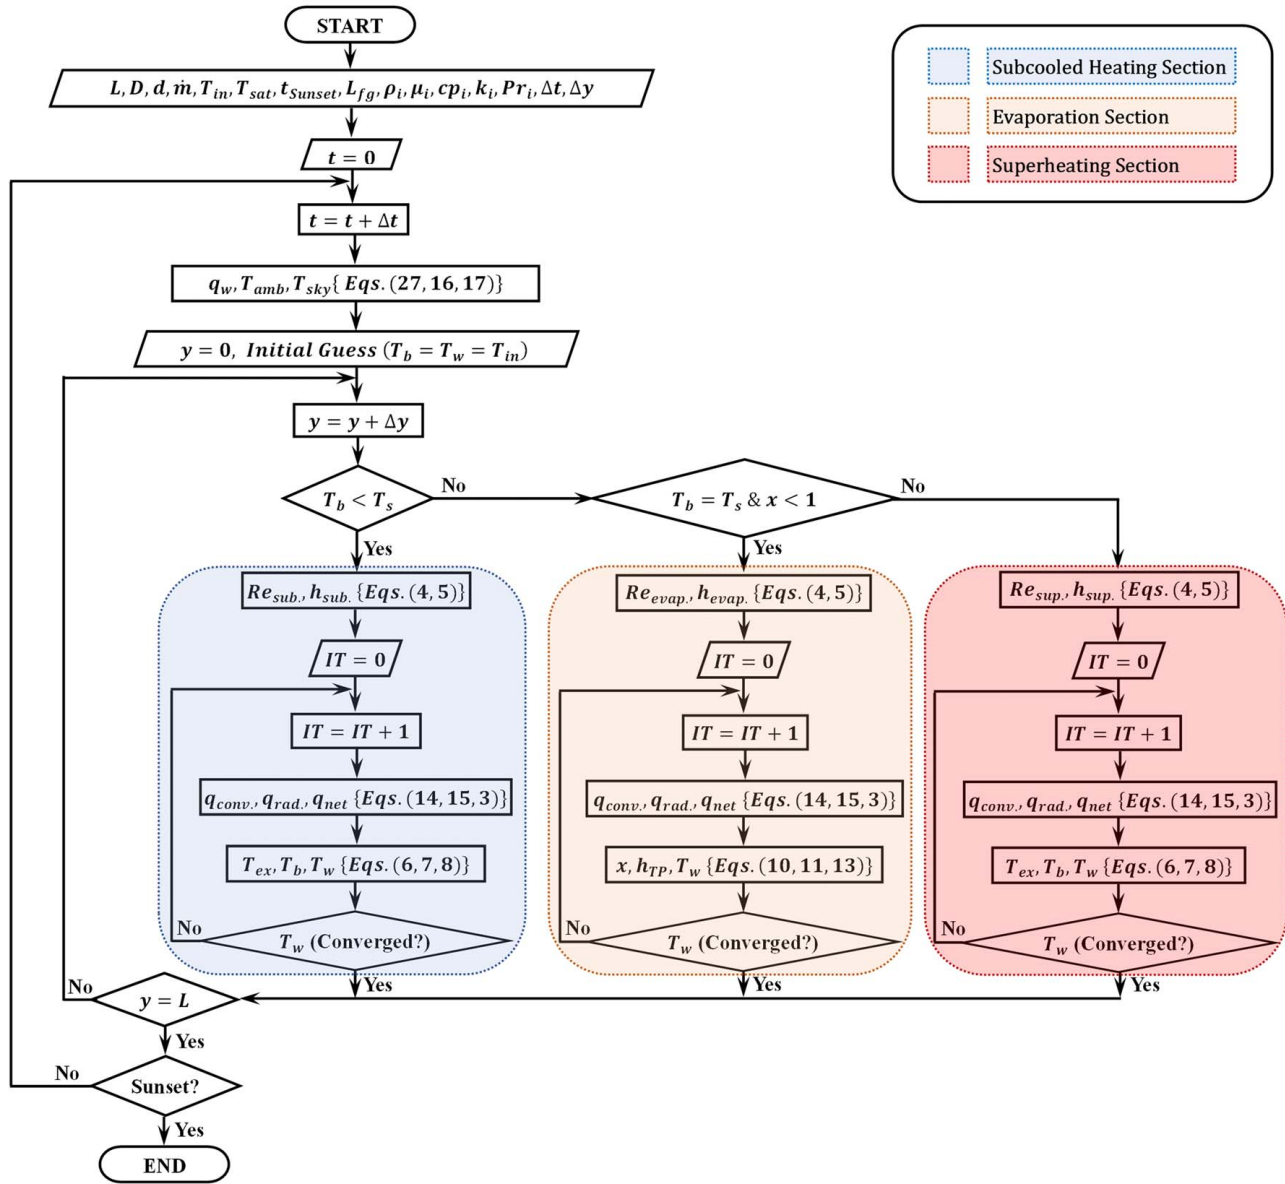 START
L, D, d, ṁ, T_in, T_sat, t_Sunset, L_fg, ρ_i, μ_i, cp_i, k_i, Pr_i, Δt, Δy
t = 0
t = t + Δt
q_w, T_amb, T_sky{ Eqs. (27, 16, 17)}
y = 0, Initial Guess (T_b = T_w = T_in)
y = y + Δy
T_b < T_s
No
Yes
T_b = T_s & x < 1
No
Yes
Subcooled Heating Section
Evaporation Section
Superheating Section
Re_sub., h_sub. {Eqs. (4, 5)}
IT = 0
IT = IT + 1
q_conv., q_rad., q_net {Eqs. (14, 15, 3)}
T_ex, T_b, T_w {Eqs. (6, 7, 8)}
T_w (Converged?)
No
Yes
Re_evap., h_evap. {Eqs. (4, 5)}
IT = 0
IT = IT + 1
q_conv., q_rad., q_net {Eqs. (14, 15, 3)}
x, h_TP, T_w {Eqs. (10, 11, 13)}
T_w (Converged?)
No
Yes
Re_sup., h_sup. {Eqs. (4, 5)}
IT = 0
IT = IT + 1
q_conv., q_rad., q_net {Eqs. (14, 15, 3)}
T_ex, T_b, T_w {Eqs. (6, 7, 8)}
T_w (Converged?)
No
Yes
y = L
No
Yes
Sunset?
No
Yes
END